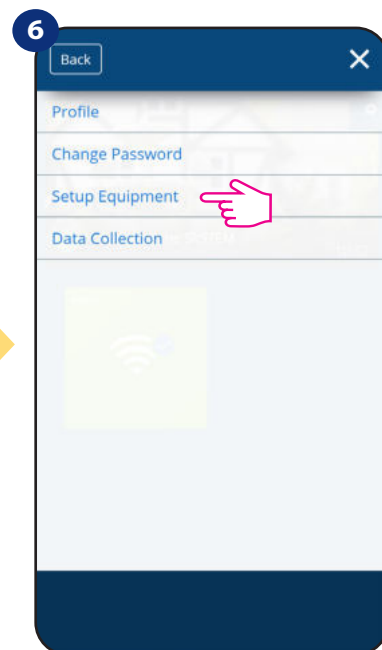 6
Back
Profile
Change Password
Setup Equipment
Data Collection